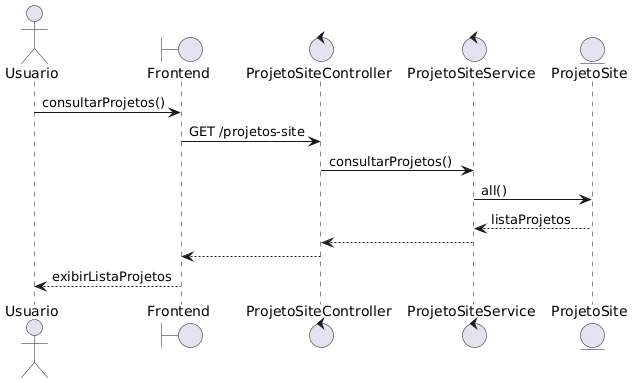 Usuario
Frontend
ProjetoSiteController
ProjetoSiteService
ProjetoSite
consultarProjetos()
GET /projetos-site
consultarProjetos()
all()
listaProjetos
exibirListaProjetos
Usuario
Frontend
ProjetoSiteController
ProjetoSiteService
ProjetoSite